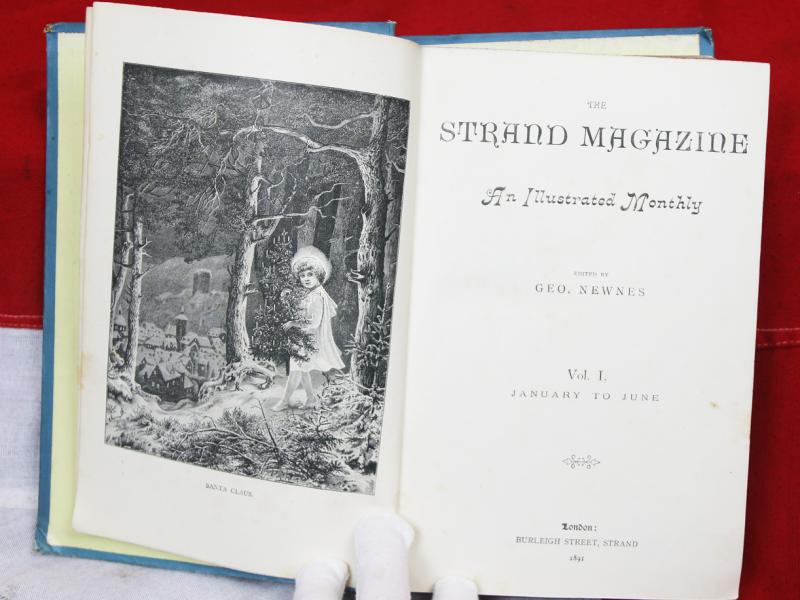 SANTA CLAUS.
THE
STRAND MAGAZINE
An Illustrated Monthly
EDITED BY
GEO. NEWNES
Vol. I.
JANUARY TO JUNE
London:
BURLEIGH STREET, STRAND
1891